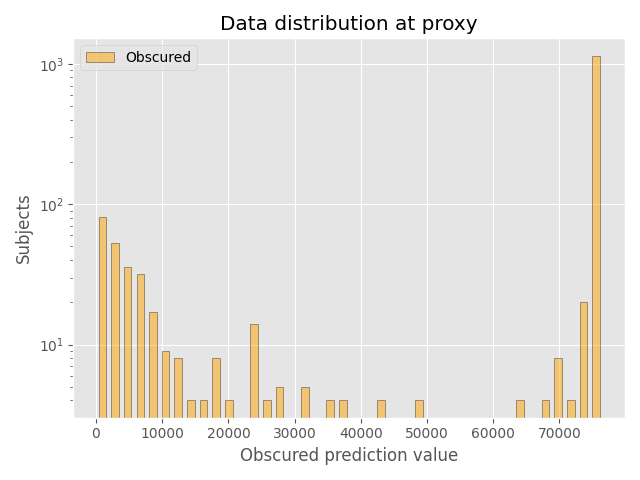 Data distribution at proxy
Obscured
10³
10²
10¹
Subjects
0 10000 20000 30000 40000 50000 60000 70000
Obscured prediction value